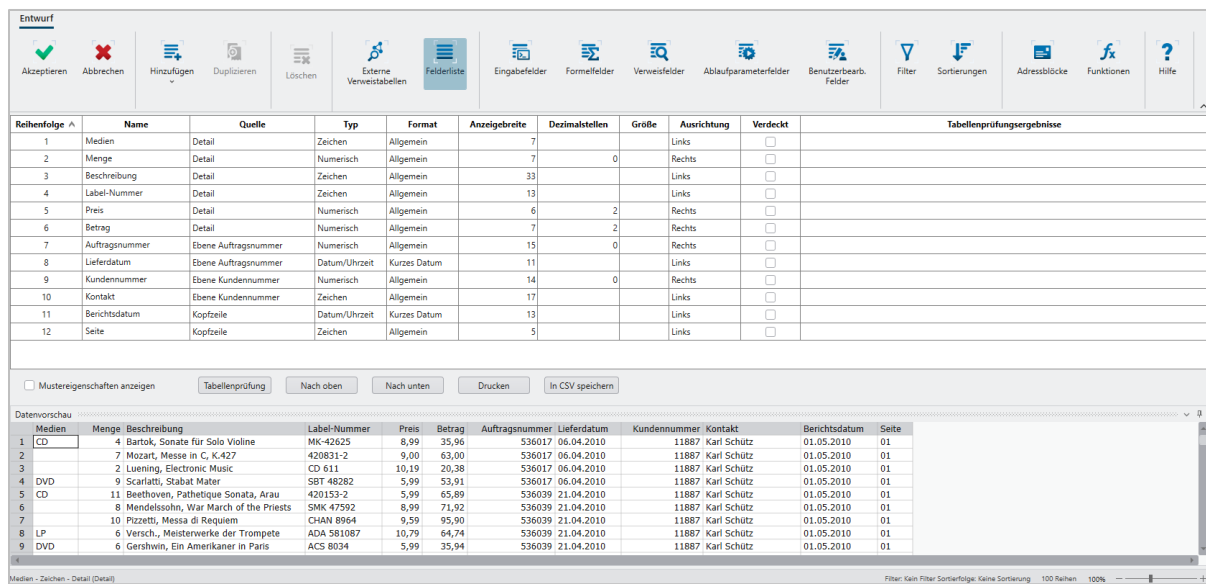 Entwurf
Akzeptieren Abbrechen Hinzufügen Duplizieren Löschen Externe Verweistabellen Felderliste Eingabefelder Formelfelder Verweisfelder Ablaufparameterfelder Benutzerbearb. Felder Filter Sortierungen Adressblöcke Funktionen Hilfe
Reihenfolge Name Quelle Typ Format Anzeigebreite Dezimalstellen Größe Ausrichtung Verdeckt Tabellenprüfungsergebnisse
1 Medien Detail Zeichen Allgemein 7 Links
2 Menge Detail Numerisch Allgemein 7 0 Rechts
3 Beschreibung Detail Zeichen Allgemein 33 Links
4 Label-Nummer Detail Zeichen Allgemein 13 Links
5 Preis Detail Numerisch Allgemein 6 2 Rechts
6 Betrag Detail Numerisch Allgemein 7 2 Rechts
7 Auftragsnummer Ebene Auftragsnummer Numerisch Allgemein 15 0 Rechts
8 Lieferdatum Ebene Auftragsnummer Datum/Uhrzeit Kurzes Datum 11 Links
9 Kundennummer Ebene Kundennummer Numerisch Allgemein 14 0 Rechts
10 Kontakt Ebene Kundennummer Zeichen Allgemein 17 Links
11 Berichtsdatum Kopfzeile Datum/Uhrzeit Kurzes Datum 13 Links
12 Seite Kopfzeile Zeichen Allgemein 5 Links
Mustereigenschaften anzeigen Tabellenprüfung Nach oben Nach unten Drucken In CSV speichern
Datenvorschau
Medien Menge Beschreibung Label-Nummer Preis Betrag Auftragsnummer Lieferdatum Kundennummer Kontakt Berichtsdatum Seite
1 CD 4 Bartok, Sonate für Solo Violine MK-42625 8,99 35,96 536017 06.04.2010 11887 Karl Schütz 01.05.2010 01
2 7 Mozart, Messe in C, K.427 420831-2 9,00 63,00 536017 06.04.2010 11887 Karl Schütz 01.05.2010 01
3 2 Luening, Electronic Music CD 611 10,19 20,38 536017 06.04.2010 11887 Karl Schütz 01.05.2010 01
4 DVD 9 Scarlatti, Stabat Mater SBT 48282 5,99 53,91 536017 06.04.2010 11887 Karl Schütz 01.05.2010 01
5 CD 11 Beethoven, Pathetique Sonata, Arau 420153-2 5,99 65,89 536039 21.04.2010 11887 Karl Schütz 01.05.2010 01
6 8 Mendelssohn, War March of the Priests SMK 47592 8,99 71,92 536039 21.04.2010 11887 Karl Schütz 01.05.2010 01
7 10 Pizzetti, Messa di Requiem CHAN 8964 9,59 95,90 536039 21.04.2010 11887 Karl Schütz 01.05.2010 01
8 LP 6 Versch., Meisterwerke der Trompete ADA 581087 10,79 64,74 536039 21.04.2010 11887 Karl Schütz 01.05.2010 01
9 DVD 6 Gershwin, Ein Amerikaner in Paris ACS 8034 5,99 35,94 536039 21.04.2010 11887 Karl Schütz 01.05.2010 01
Medien - Zeichen - Detail (Detail) Filter: Kein Filter Sortierfolge: Keine Sortierung 100 Reihen 100%